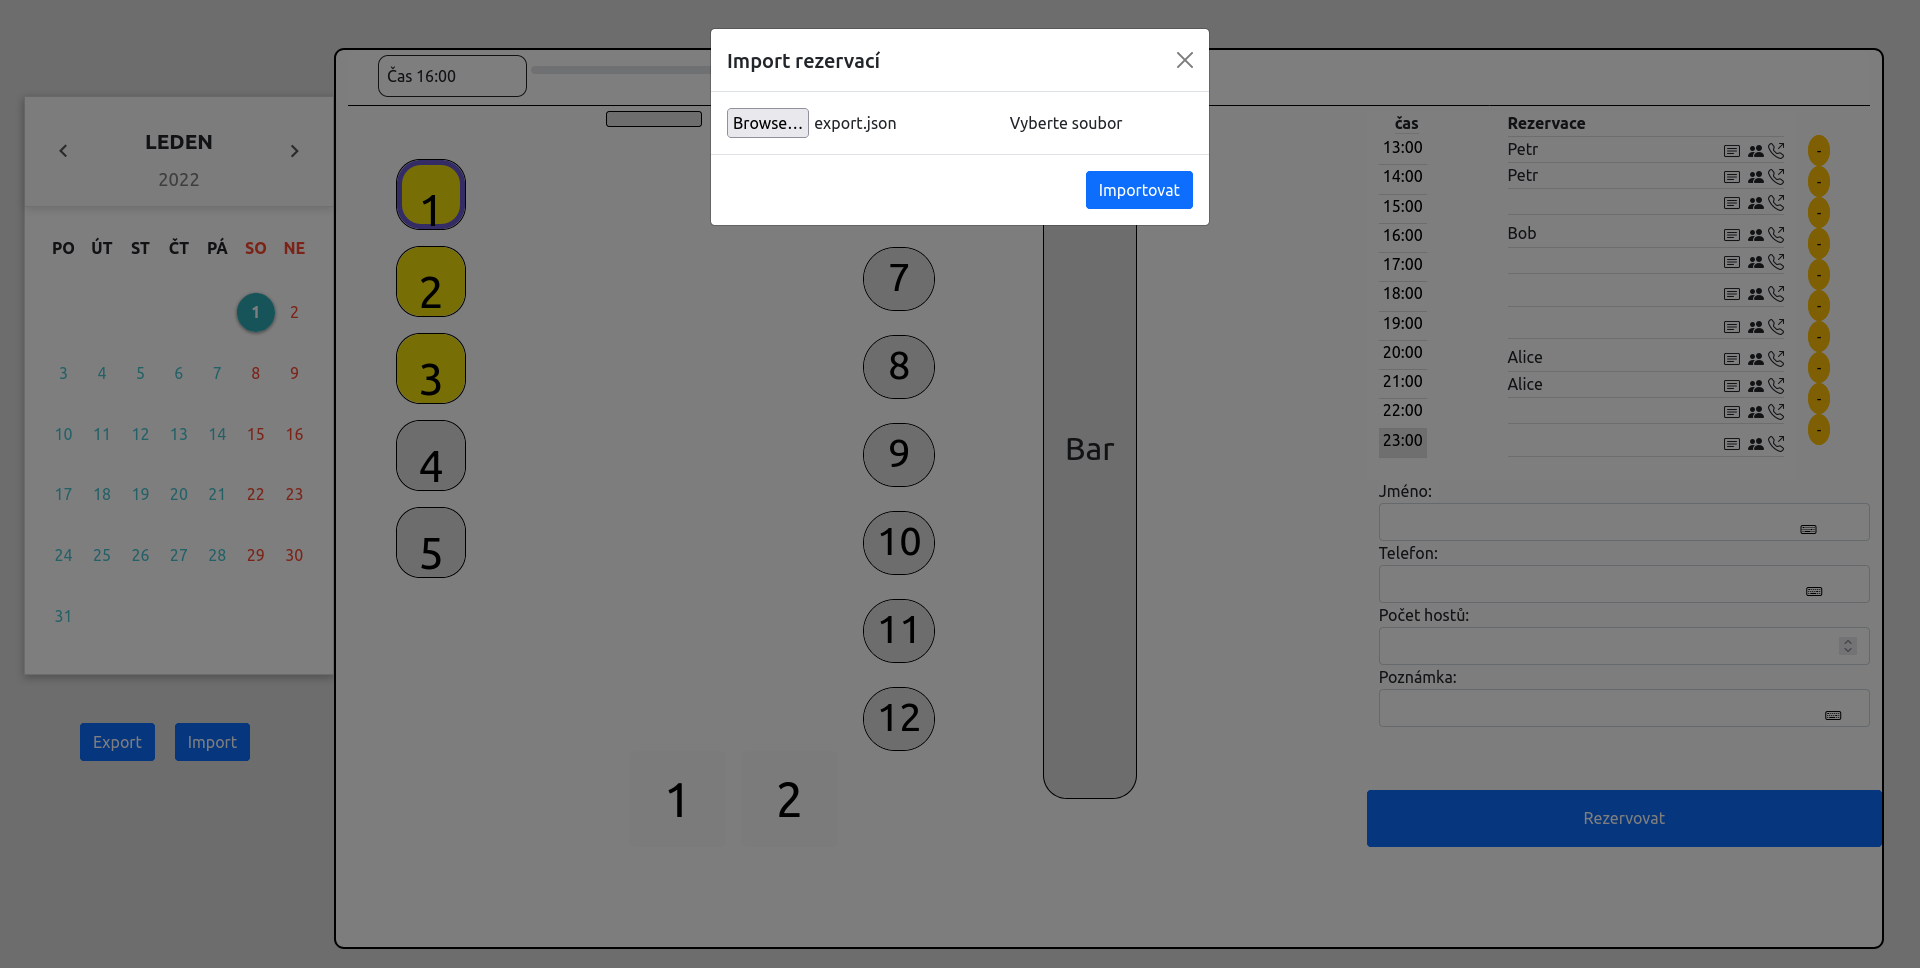 Import rezervací
Browse... export.json Vyberte soubor
Importovat
Čas 16:00
LEDEN
2022
PO ÚT ST ČT PÁ SO NE
1 2
3 4 5 6 7 8 9
10 11 12 13 14 15 16
17 18 19 20 21 22 23
24 25 26 27 28 29 30
31
Export Import
1
2
3
4
5
7
8
9
10
11
12
Bar
1 2
čas Rezervace
13:00 Petr -
14:00 Petr -
15:00 -
16:00 Bob -
17:00 -
18:00 -
19:00 -
20:00 Alice -
21:00 Alice -
22:00 -
23:00
Jméno:
Telefon:
Počet hostů:
Poznámka:
Rezervovat